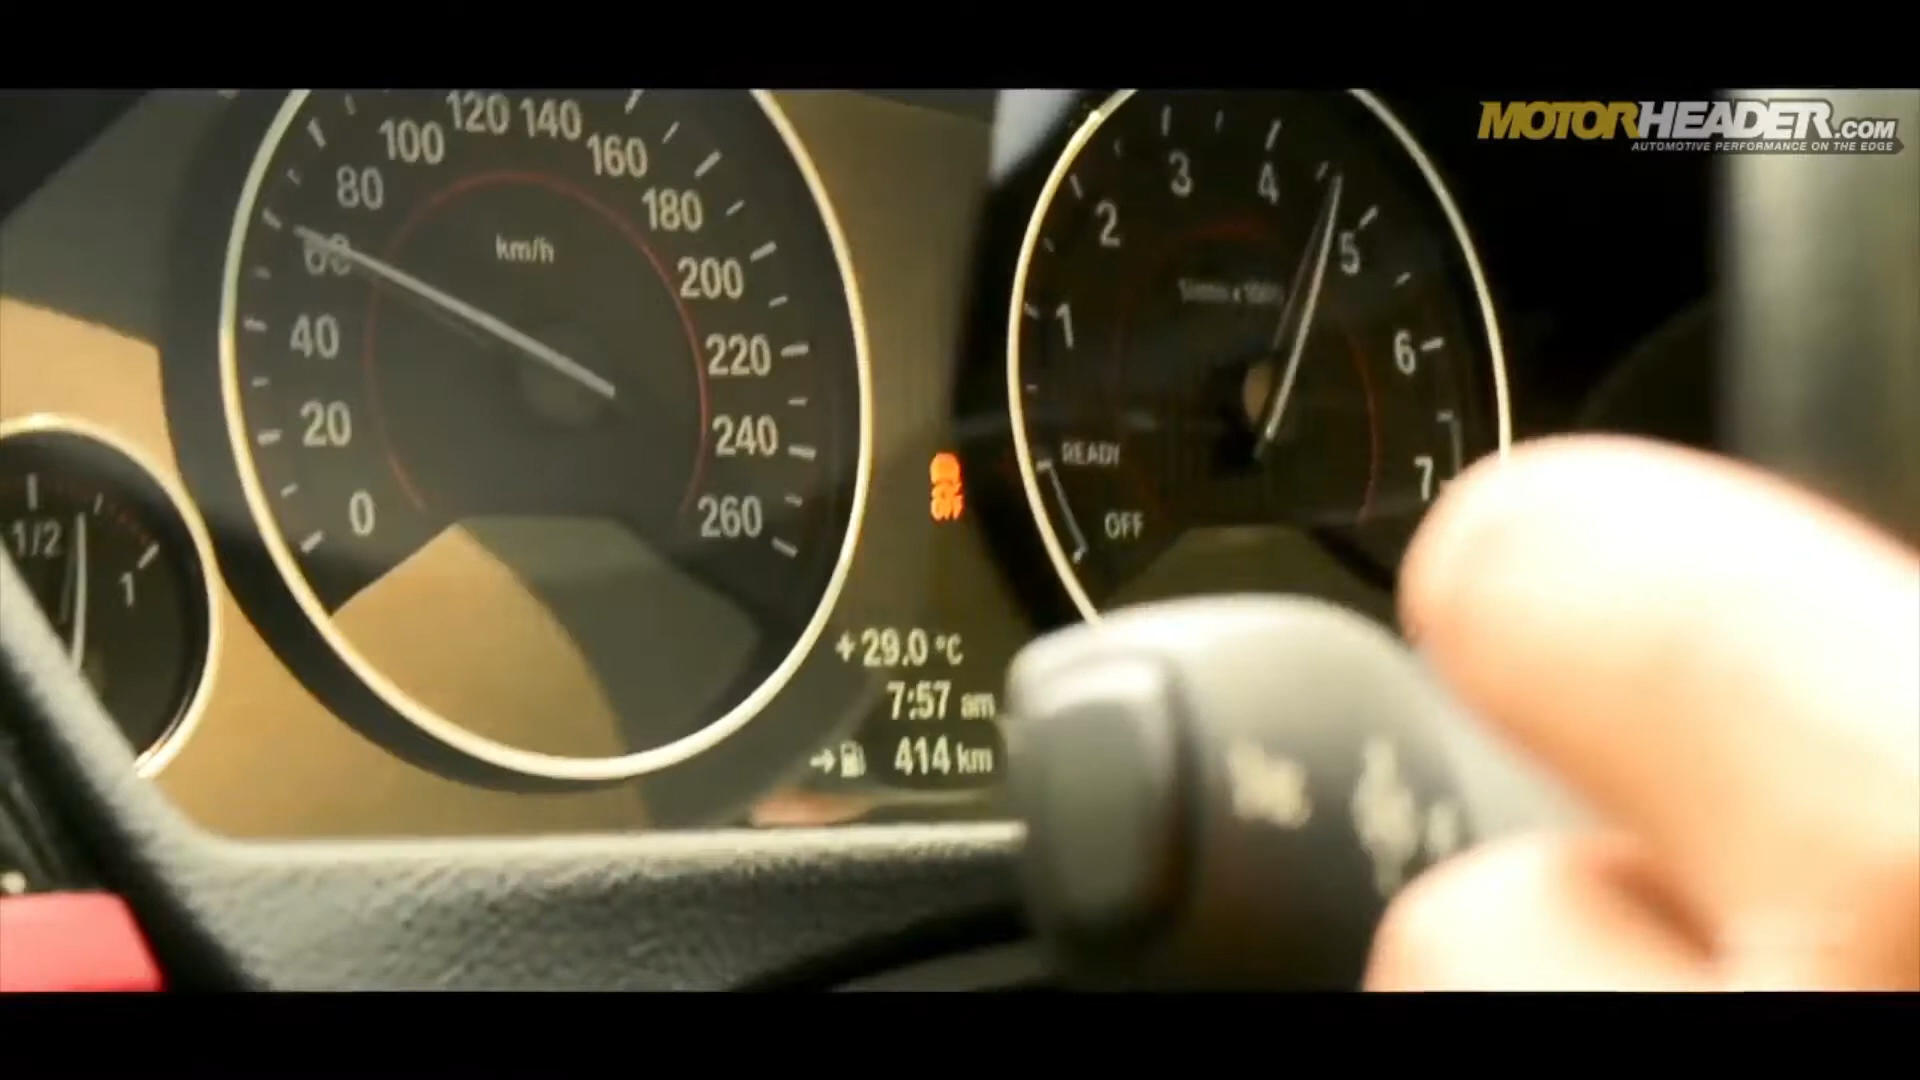 MOTORHEADER.COM
AUTOMOTIVE PERFORMANCE ON THE EDGE
0
20
40
60
80
100
120
140
160
180
200
220
240
260
km/h
1/2
1
OFF
1
2
3
4
5
6
7
READY
OFF
+29.0 °C
7:57 am
414 km